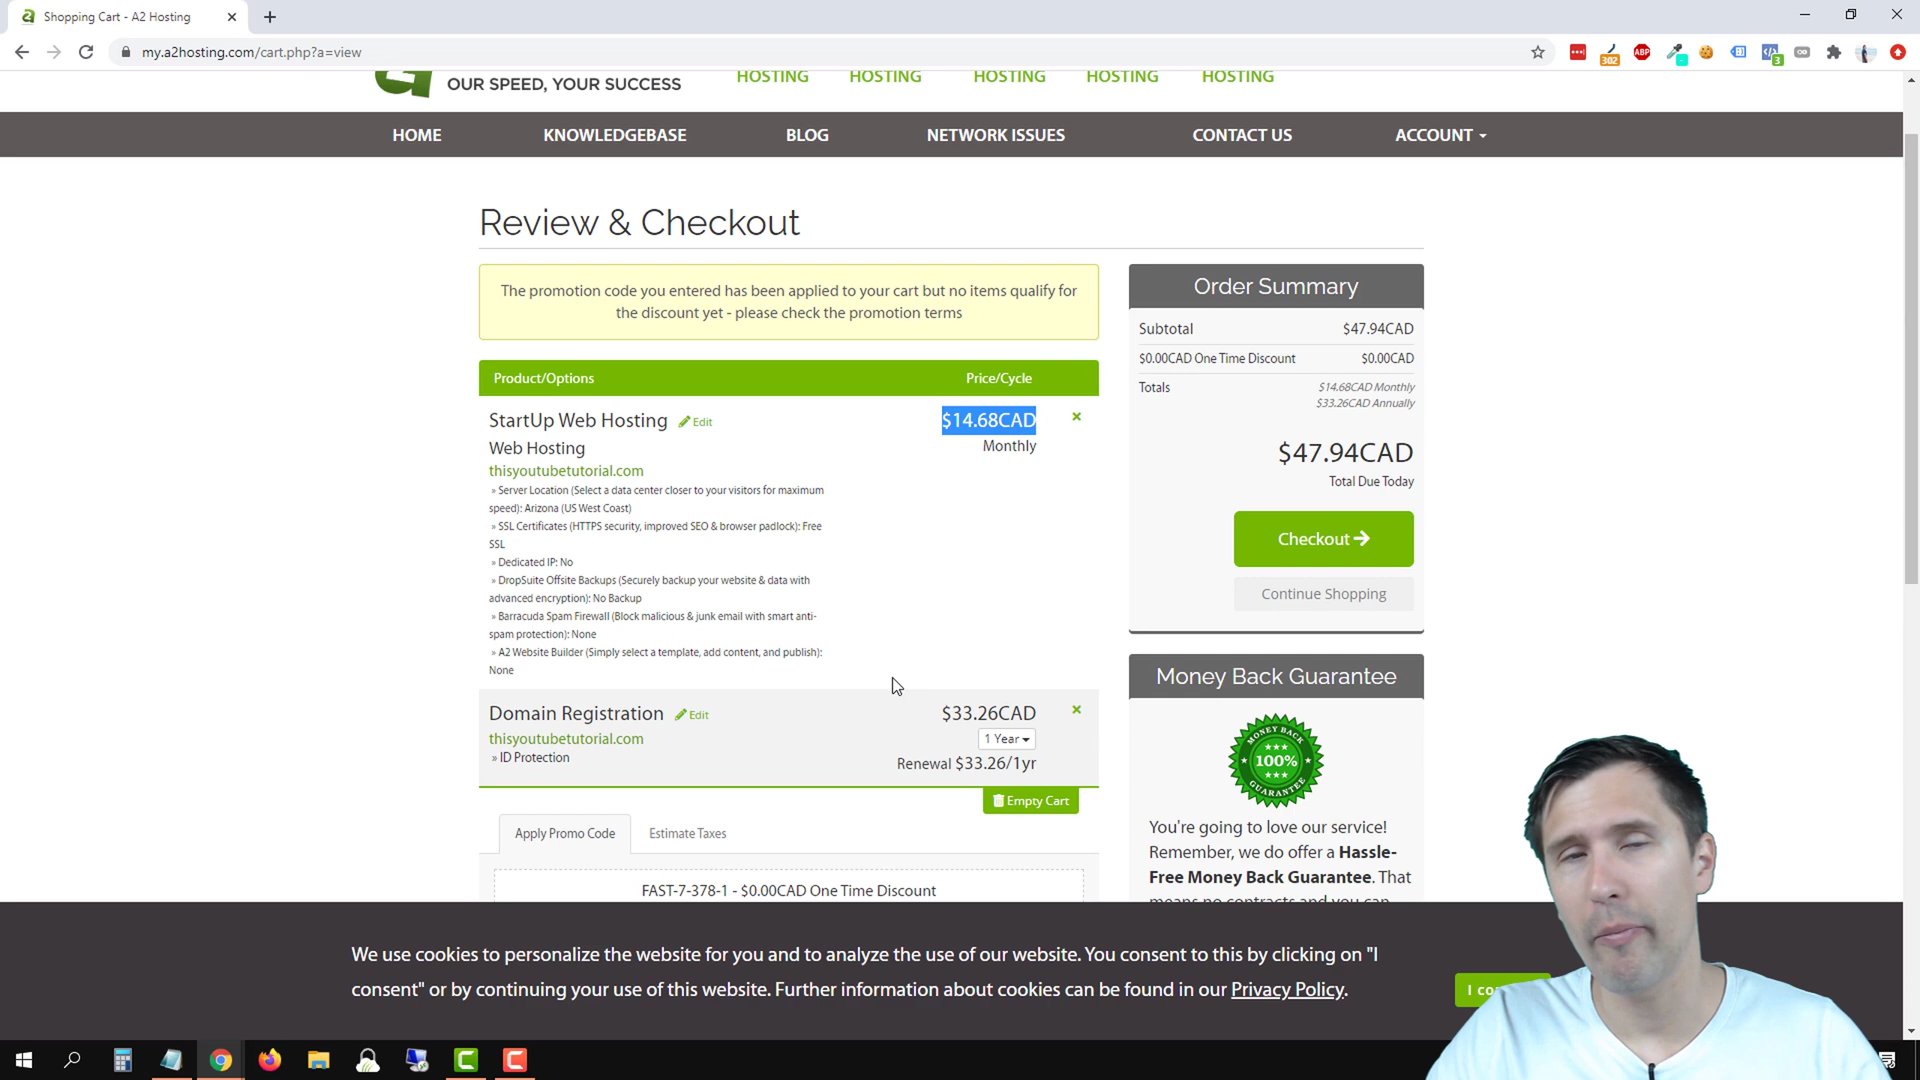 Shopping Cart - A2 Hosting
my.a2hosting.com/cart.php?a=view
302
ABP
3
OUR SPEED, YOUR SUCCESS
HOSTING HOSTING HOSTING HOSTING HOSTING
HOME KNOWLEDGEBASE BLOG NETWORK ISSUES CONTACT US ACCOUNT
Review & Checkout
The promotion code you entered has been applied to your cart but no items qualify for
the discount yet - please check the promotion terms
Product/Options Price/Cycle
StartUp Web Hosting Edit $14.68CAD
Web Hosting Monthly
thisyoutubetutorial.com
» Server Location (Select a data center closer to your visitors for maximum
speed): Arizona (US West Coast)
» SSL Certificates (HTTPS security, improved SEO & browser padlock): Free
SSL
» Dedicated IP: No
» DropSuite Offsite Backups (Securely backup your website & data with
advanced encryption): No Backup
» Barracuda Spam Firewall (Block malicious & junk email with smart anti-
spam protection): None
» A2 Website Builder (Simply select a template, add content, and publish):
None
Domain Registration Edit $33.26CAD
thisyoutubetutorial.com 1 Year
» ID Protection Renewal $33.26/1yr
Empty Cart
Apply Promo Code Estimate Taxes
FAST-7-378-1 - $0.00CAD One Time Discount
Order Summary
Subtotal $47.94CAD
$0.00CAD One Time Discount $0.00CAD
Totals $14.68CAD Monthly
$33.26CAD Annually
$47.94CAD
Total Due Today
Checkout
Continue Shopping
Money Back Guarantee
MONEY BACK
100%
GUARANTEE
You're going to love our service!
Remember, we do offer a Hassle-
Free Money Back Guarantee. That
means no contracts and you can
We use cookies to personalize the website for you and to analyze the use of our website. You consent to this by clicking on "I
consent" or by continuing your use of this website. Further information about cookies can be found in our Privacy Policy.
I co